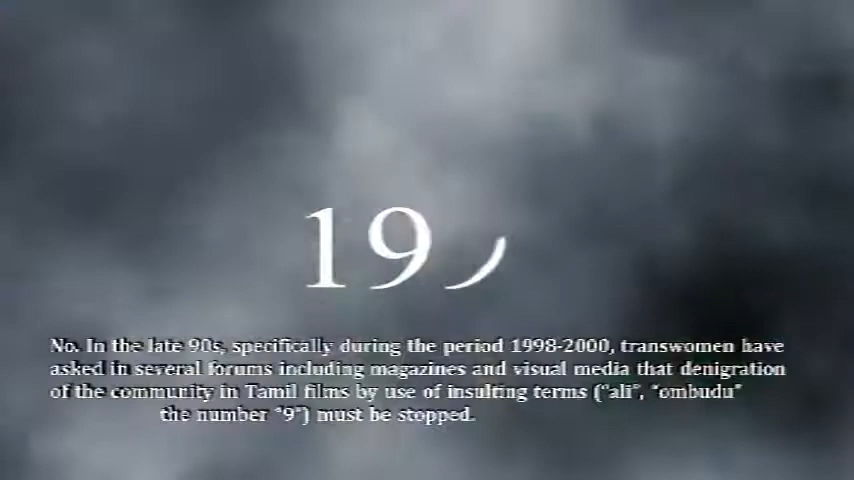 19
No. In the late 90s, specifically during the period 1998-2000, transwomen have
asked in several forums including magazines and visual media that denigration
of the community in Tamil films by use of insulting terms ("ali", "ombudu"
the number "9") must be stopped.